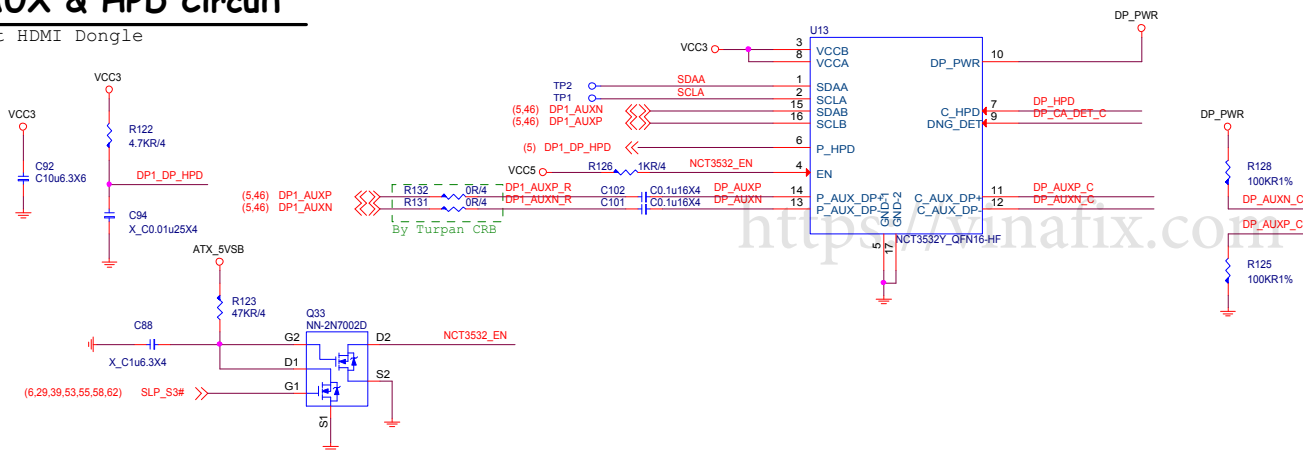 AUX & HPD Circuit
t HDMI Dongle
VCC3
C92
C10u6.3X6
VCC3
R122
4.7KR/4
DP1_DP_HPD
C94
X_C0.01u25X4
DP_PWR
U13
VCC3
3
8
VCCB
VCCA
DP_PWR
10
TP2
SDAA
1
SDAA
TP1
SCLA
2
SCLA
(5,46) DP1_AUXN
15
SDAB
(5,46) DP1_AUXP
16
SCLB
C_HPD
7
DP_HPD
DNG_DET
9
DP_CA_DET_C
(5) DP1_DP_HPD
6
P_HPD
VCC5
R126
1KR/4
NCT3532_EN
4
EN
(5,46) DP1_AUXP
R132
0R/4
DP1_AUXP_R
C102
C0.1u16X4
DP_AUXP
14
P_AUX_DP+
C_AUX_DP+
11
DP_AUXP_C
(5,46) DP1_AUXN
R131
0R/4
DP1_AUXN_R
C101
C0.1u16X4
DP_AUXN
13
P_AUX_DP-
C_AUX_DP-
12
DP_AUXN_C
By Turpan CRB
GND-1
GND-2
5
17
NCT3532Y_QFN16-HF
https://vinafix.com
DP_PWR
R128
100KR1%
DP_AUXN_C
DP_AUXP_C
R125
100KR1%
ATX_5VSB
R123
47KR/4
C88
X_C1u6.3X4
Q33
NN-2N7002D
G2
D1
G1
D2
S2
S1
NCT3532_EN
(6,29,39,53,55,58,62) SLP_S3#